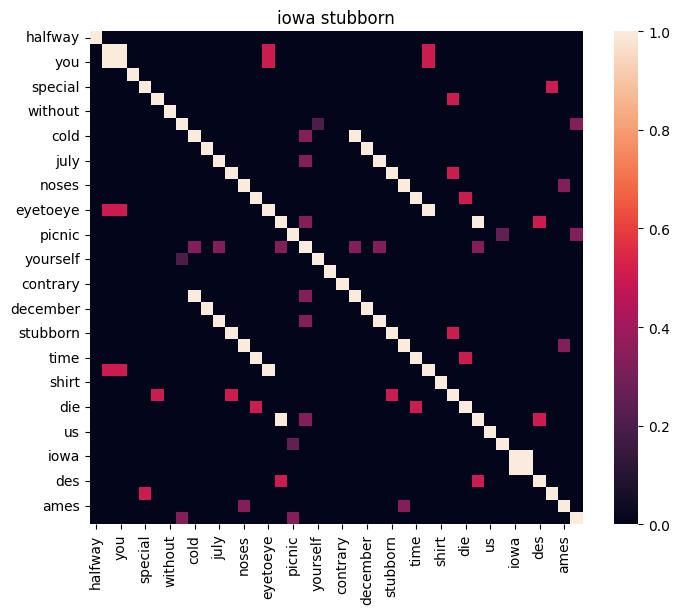 iowa stubborn
halfway
you
special
without
cold
july
noses
eyetoeye
picnic
yourself
contrary
december
stubborn
time
shirt
die
us
iowa
des
ames
1.0
0.8
0.6
0.4
0.2
0.0
halfway
you
special
without
cold
july
noses
eyetoeye
picnic
yourself
contrary
december
stubborn
time
shirt
die
us
iowa
des
ames